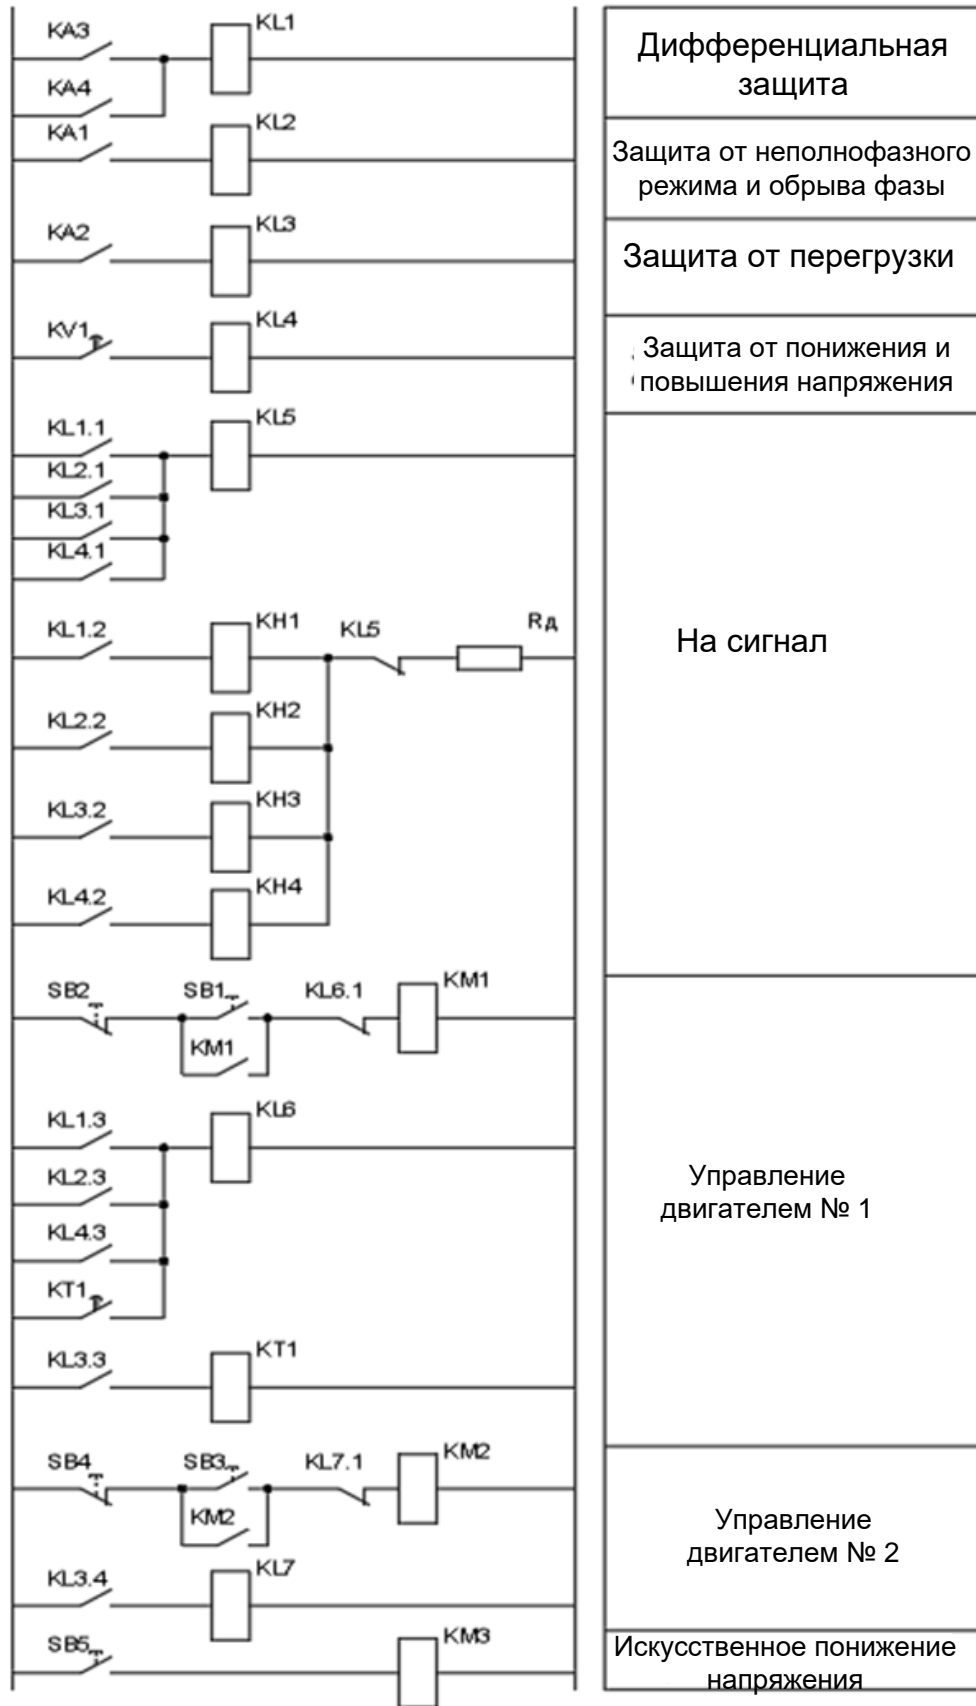 KA3
KL1
KA4
KA1
KL2
KA2
KL3
KV1
KL4
KL1.1
KL5
KL2.1
KL3.1
KL4.1
KL1.2
KH1
KL5
Rд
KL2.2
KH2
KL3.2
KH3
KL4.2
KH4
SB2
SB1
KL6.1
KM1
KM1
KL1.3
KL6
KL2.3
KL4.3
KT1
KL3.3
KT1
SB4
SB3
KL7.1
KM2
KM2
KL3.4
KL7
SB5
KM3
Дифференциальная
защита
Защита от неполнофазного
режима и обрыва фазы
Защита от перегрузки
Защита от понижения и
повышения напряжения
На сигнал
Управление
двигателем № 1
Управление
двигателем № 2
Искусственное понижение
напряжения